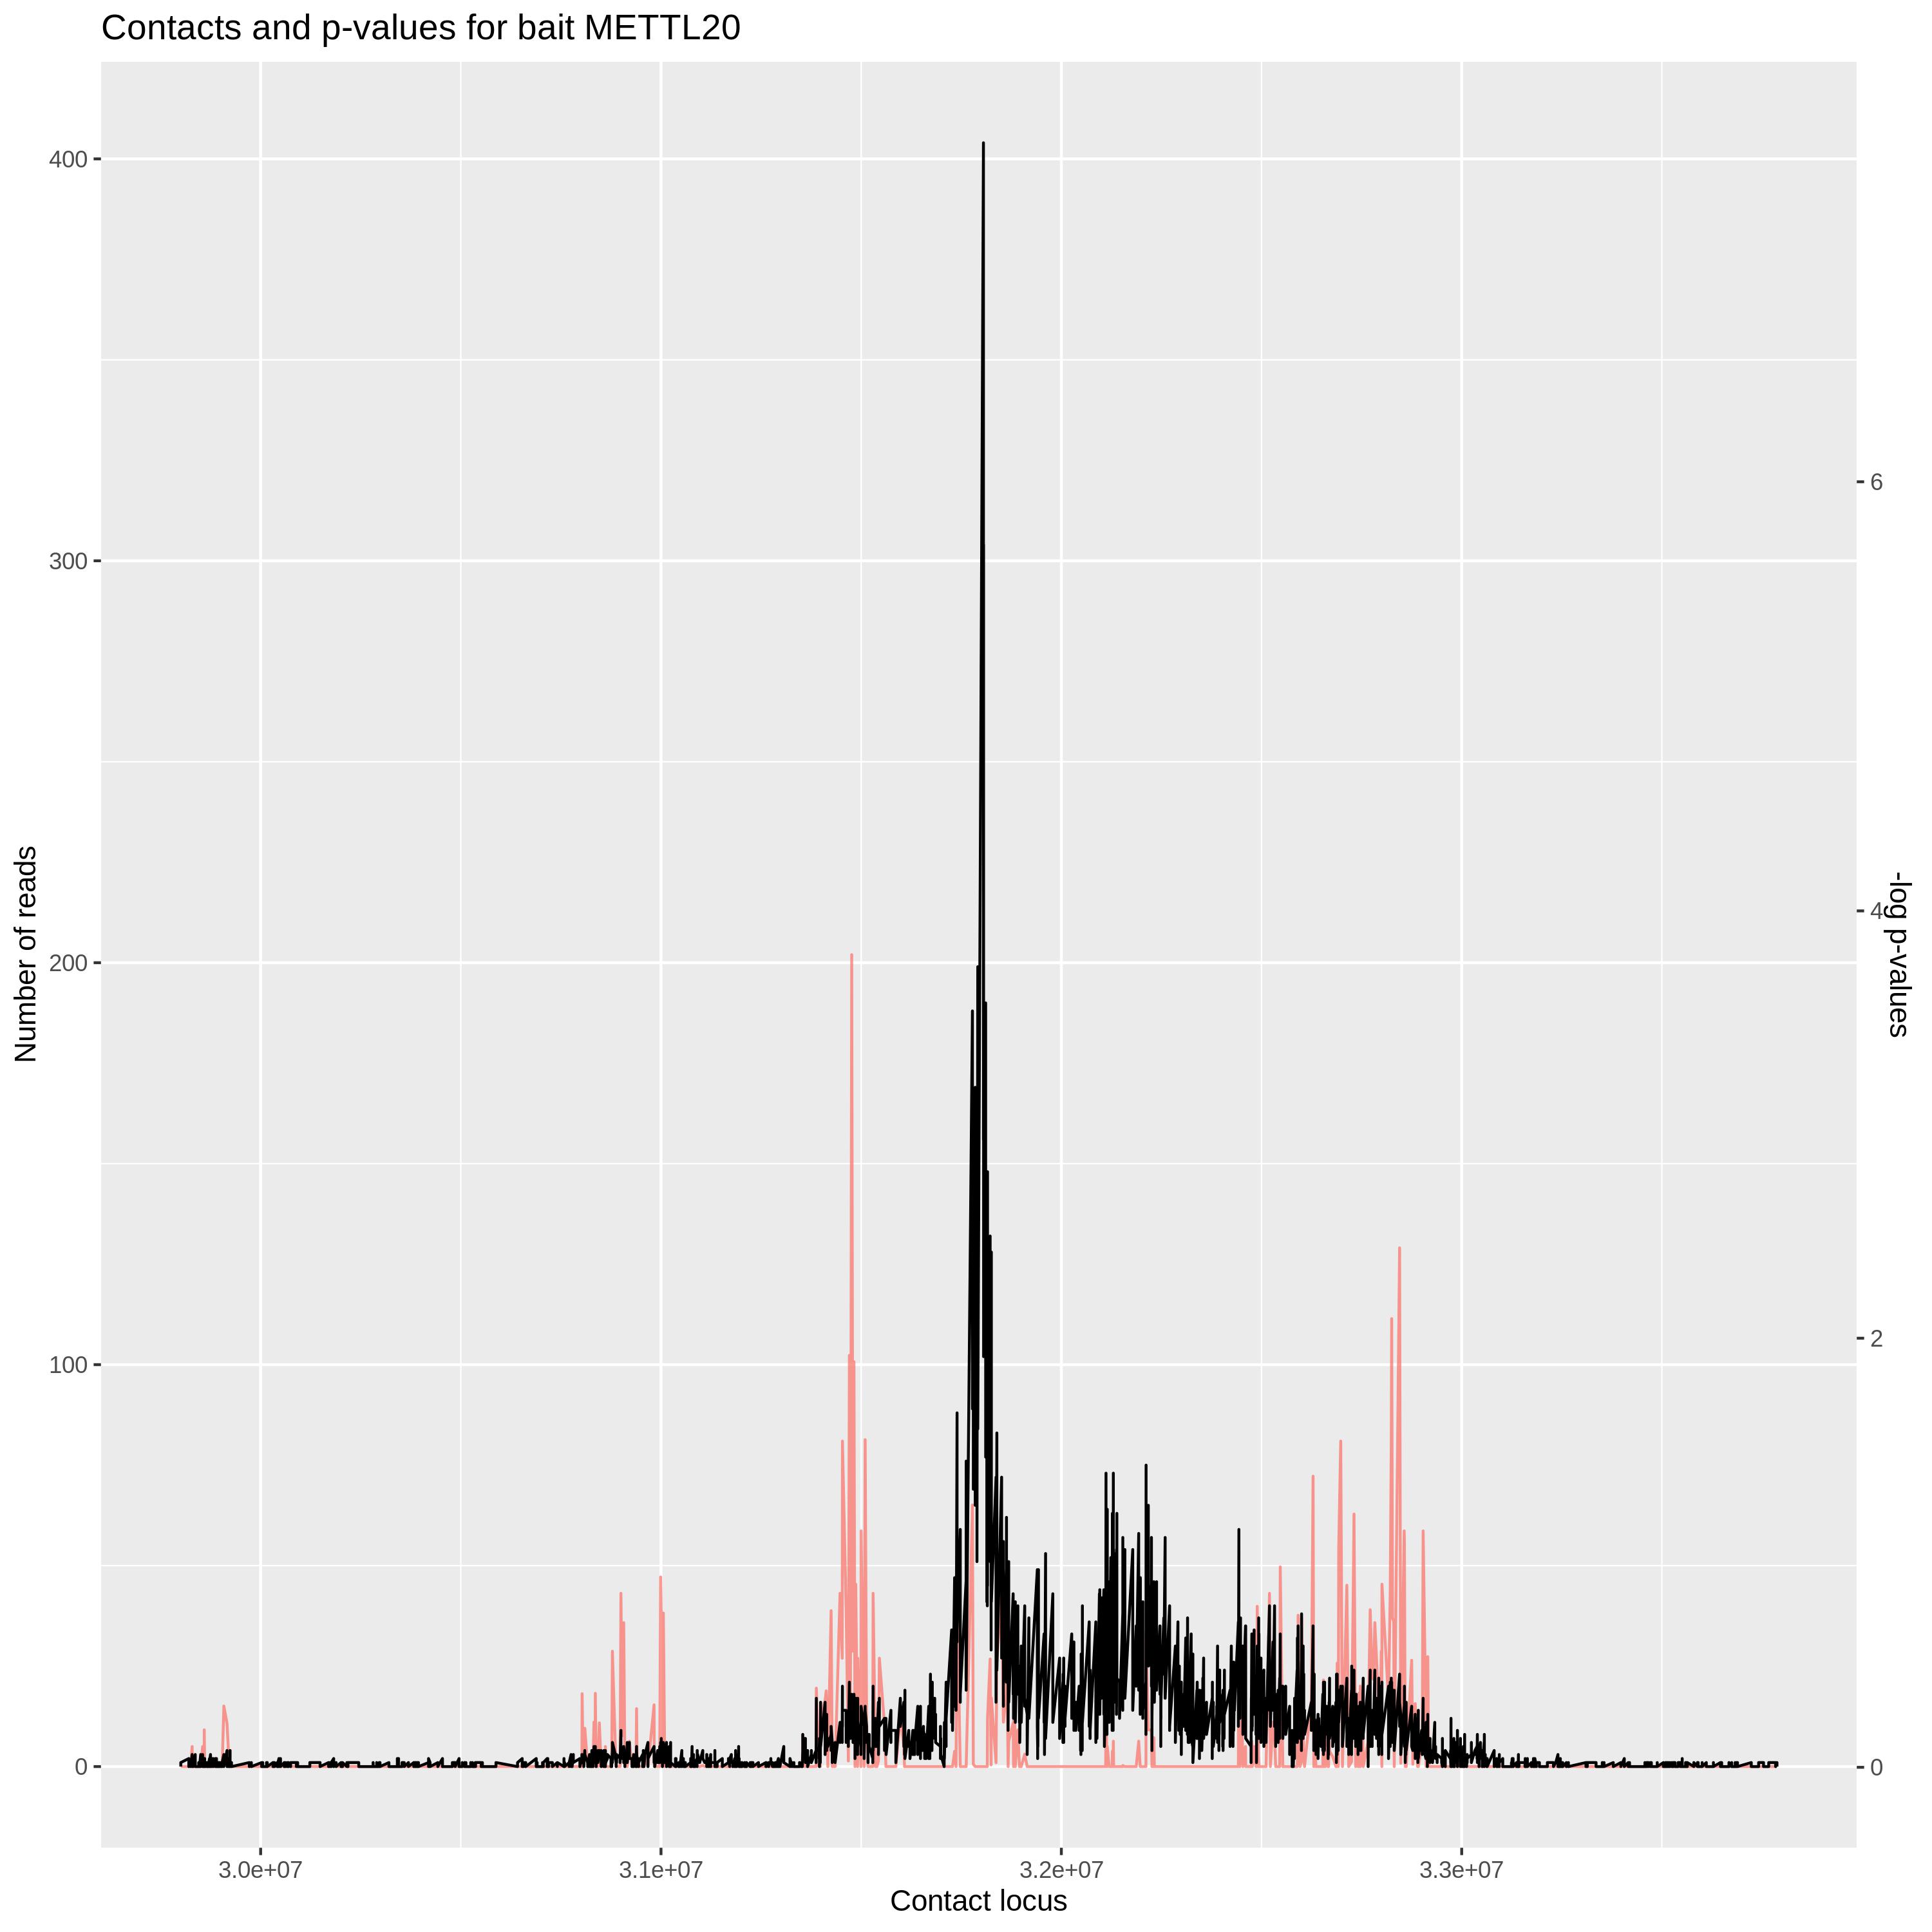 Contacts and p-values for bait METTL20
400
300
200
100
0
6
4
2
0
Number of reads
-log p-values
3.0e+07
3.1e+07
3.2e+07
3.3e+07
Contact locus